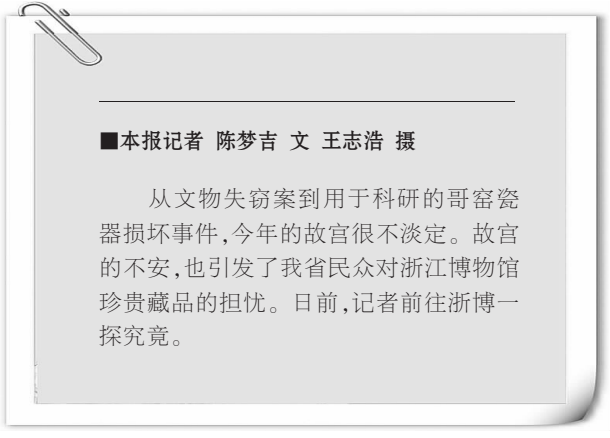 ■本报记者 陈梦吉 文 王志浩 摄
从文物失窃案到用于科研的哥窑瓷
器损坏事件,今年的故宫很不淡定。故宫
的不安,也引发了我省民众对浙江博物馆
珍贵藏品的担忧。日前,记者前往浙博一
探究竟。